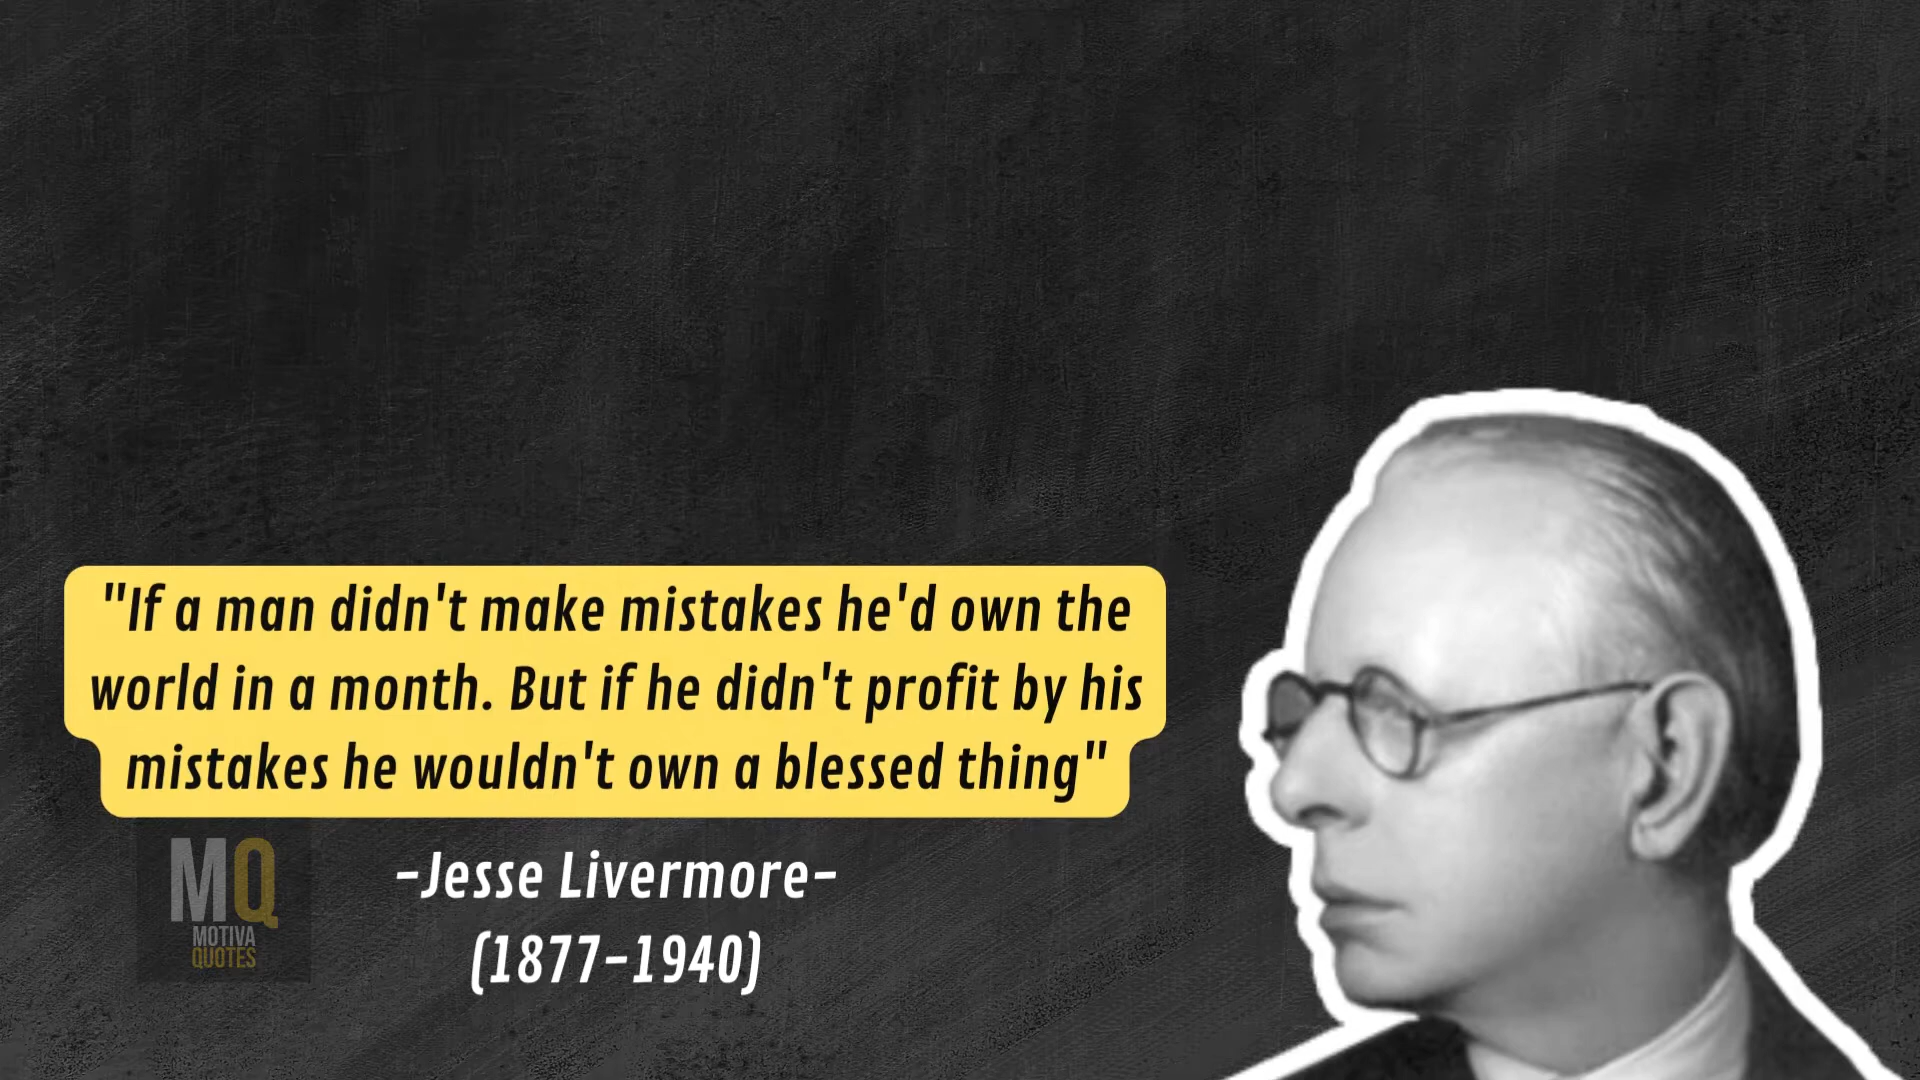 "If a man didn't make mistakes he'd own the
world in a month. But if he didn't profit by his
mistakes he wouldn't own a blessed thing"
-Jesse Livermore-
(1877-1940)
MQ
MOTIVA
QUOTES